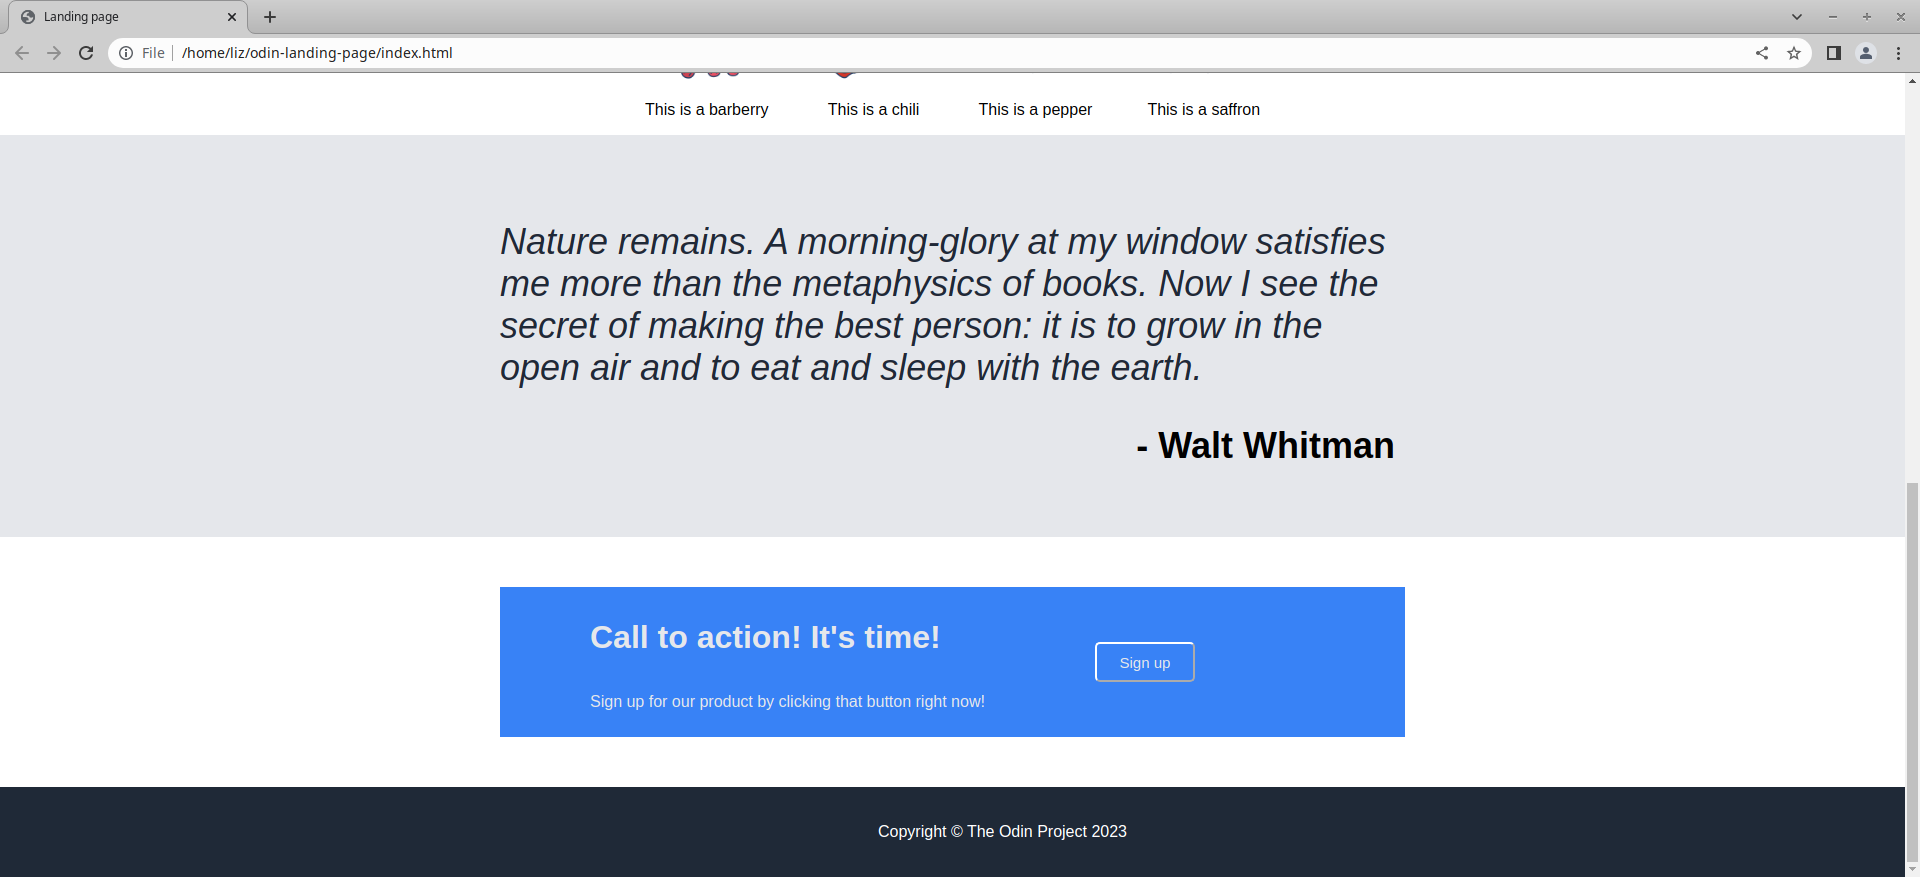 Landing page
File /home/liz/odin-landing-page/index.html
This is a barberry This is a chili This is a pepper This is a saffron
Nature remains. A morning-glory at my window satisfies
me more than the metaphysics of books. Now I see the
secret of making the best person: it is to grow in the
open air and to eat and sleep with the earth.
- Walt Whitman
Call to action! It's time!
Sign up
Sign up for our product by clicking that button right now!
Copyright © The Odin Project 2023